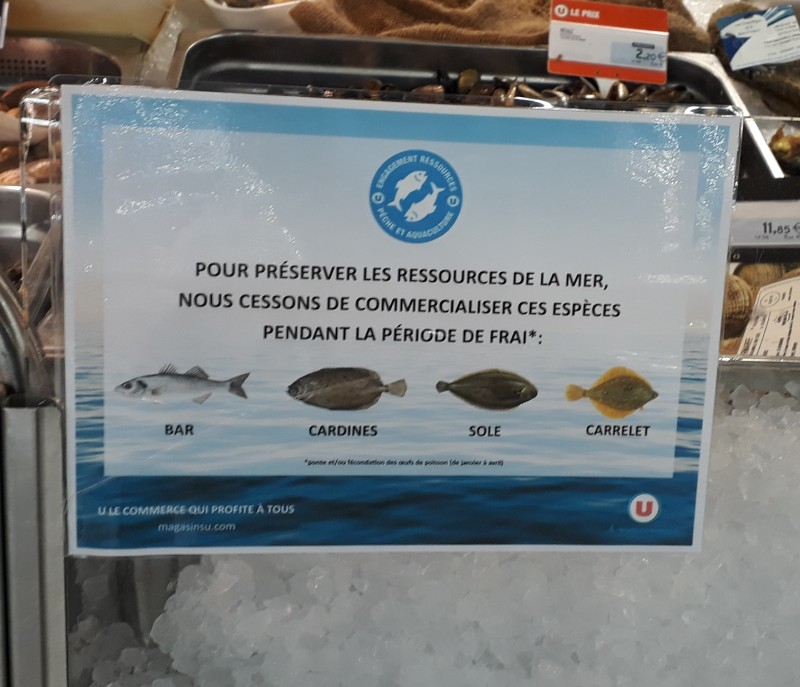 U LE PRIX
2,20 €
11,85 €
ENGAGEMENT RESSOURCES
U U
PÊCHE ET AQUACULTURE
POUR PRÉSERVER LES RESSOURCES DE LA MER,
NOUS CESSONS DE COMMERCIALISER CES ESPÈCES
PENDANT LA PÉRIODE DE FRAI*:
BAR CARDINES SOLE CARRELET
*ponte et/ou fécondation des œufs de poisson (de janvier à avril)
U LE COMMERCE QUI PROFITE À TOUS
magasinsu.com
U